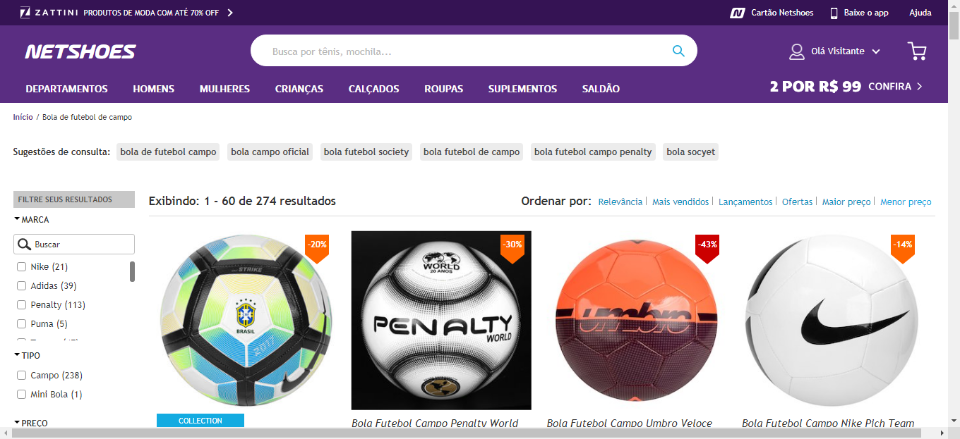 ZATTINI PRODUTOS DE MODA COM ATÉ 70% OFF
Cartão Netshoes Baixe o app Ajuda
NETSHOES
Busca por tênis, mochila...
Olá Visitante
DEPARTAMENTOS HOMENS MULHERES CRIANÇAS CALÇADOS ROUPAS SUPLEMENTOS SALDÃO
2 POR R$ 99 CONFIRA
Início / Bola de futebol de campo
Sugestões de consulta: bola de futebol campo bola campo oficial bola futebol society bola futebol de campo bola futebol campo penalty bola socyet
FILTRE SEUS RESULTADOS
Exibindo: 1 - 60 de 274 resultados
Ordenar por: Relevância | Mais vendidos | Lançamentos | Ofertas | Maior preço | Menor preço
MARCA
Buscar
Nike (21)
Adidas (39)
Penalty (113)
Puma (5)
TIPO
Campo (238)
Mini Bola (1)
PREÇO
-20%
STRIKE
BRASIL
2017
COLLECTION
-30%
WORLD
20 ANOS
PENALTY
WORLD
Bola Futebol Campo Penalty World
-43%
umbro
Bola Futebol Campo Umbro Veloce
-14%
Bola Futebol Campo Nike Pich Team